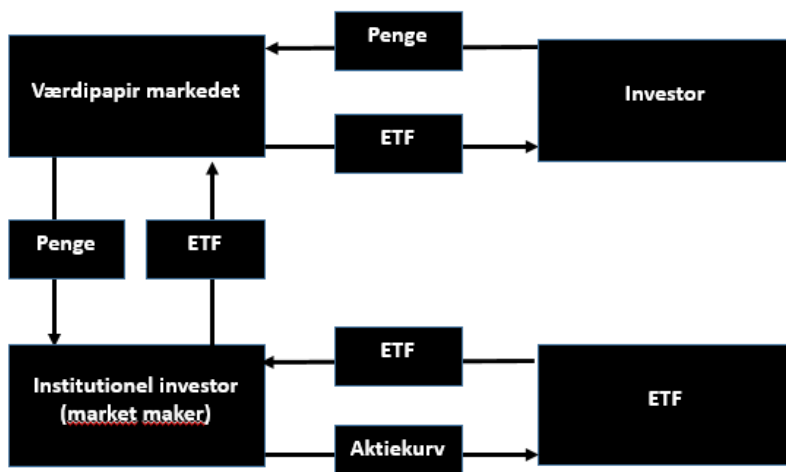 Penge
Værdipapir markedet
Investor
ETF
Penge
ETF
ETF
Institutionel investor
(market maker)
ETF
Aktiekurv